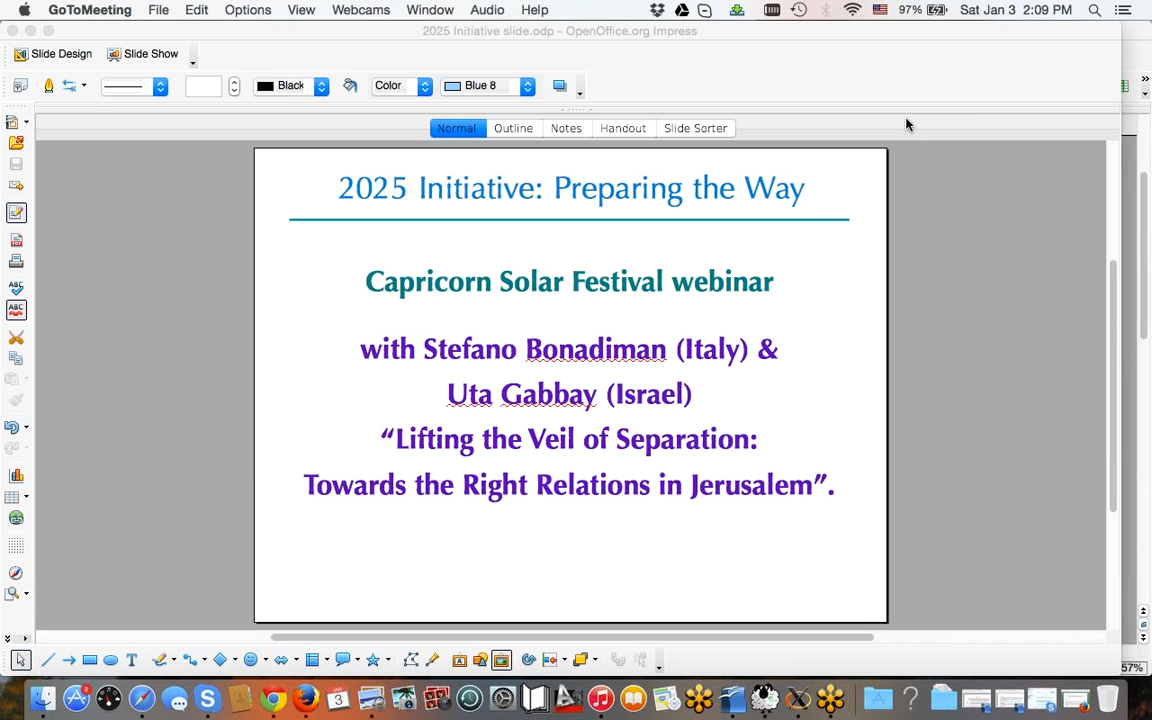 GoToMeeting File Edit Options View Webcams Window Audio Help 97% Sat Jan 3 2:09 PM
2025 Initiative slide.odp - OpenOffice.org Impress
Slide Design Slide Show
Black Color Blue 8
Normal Outline Notes Handout Slide Sorter
2025 Initiative: Preparing the Way
Capricorn Solar Festival webinar
with Stefano Bonadiman (Italy) &
Uta Gabbay (Israel)
“Lifting the Veil of Separation:
Towards the Right Relations in Jerusalem”.
57%